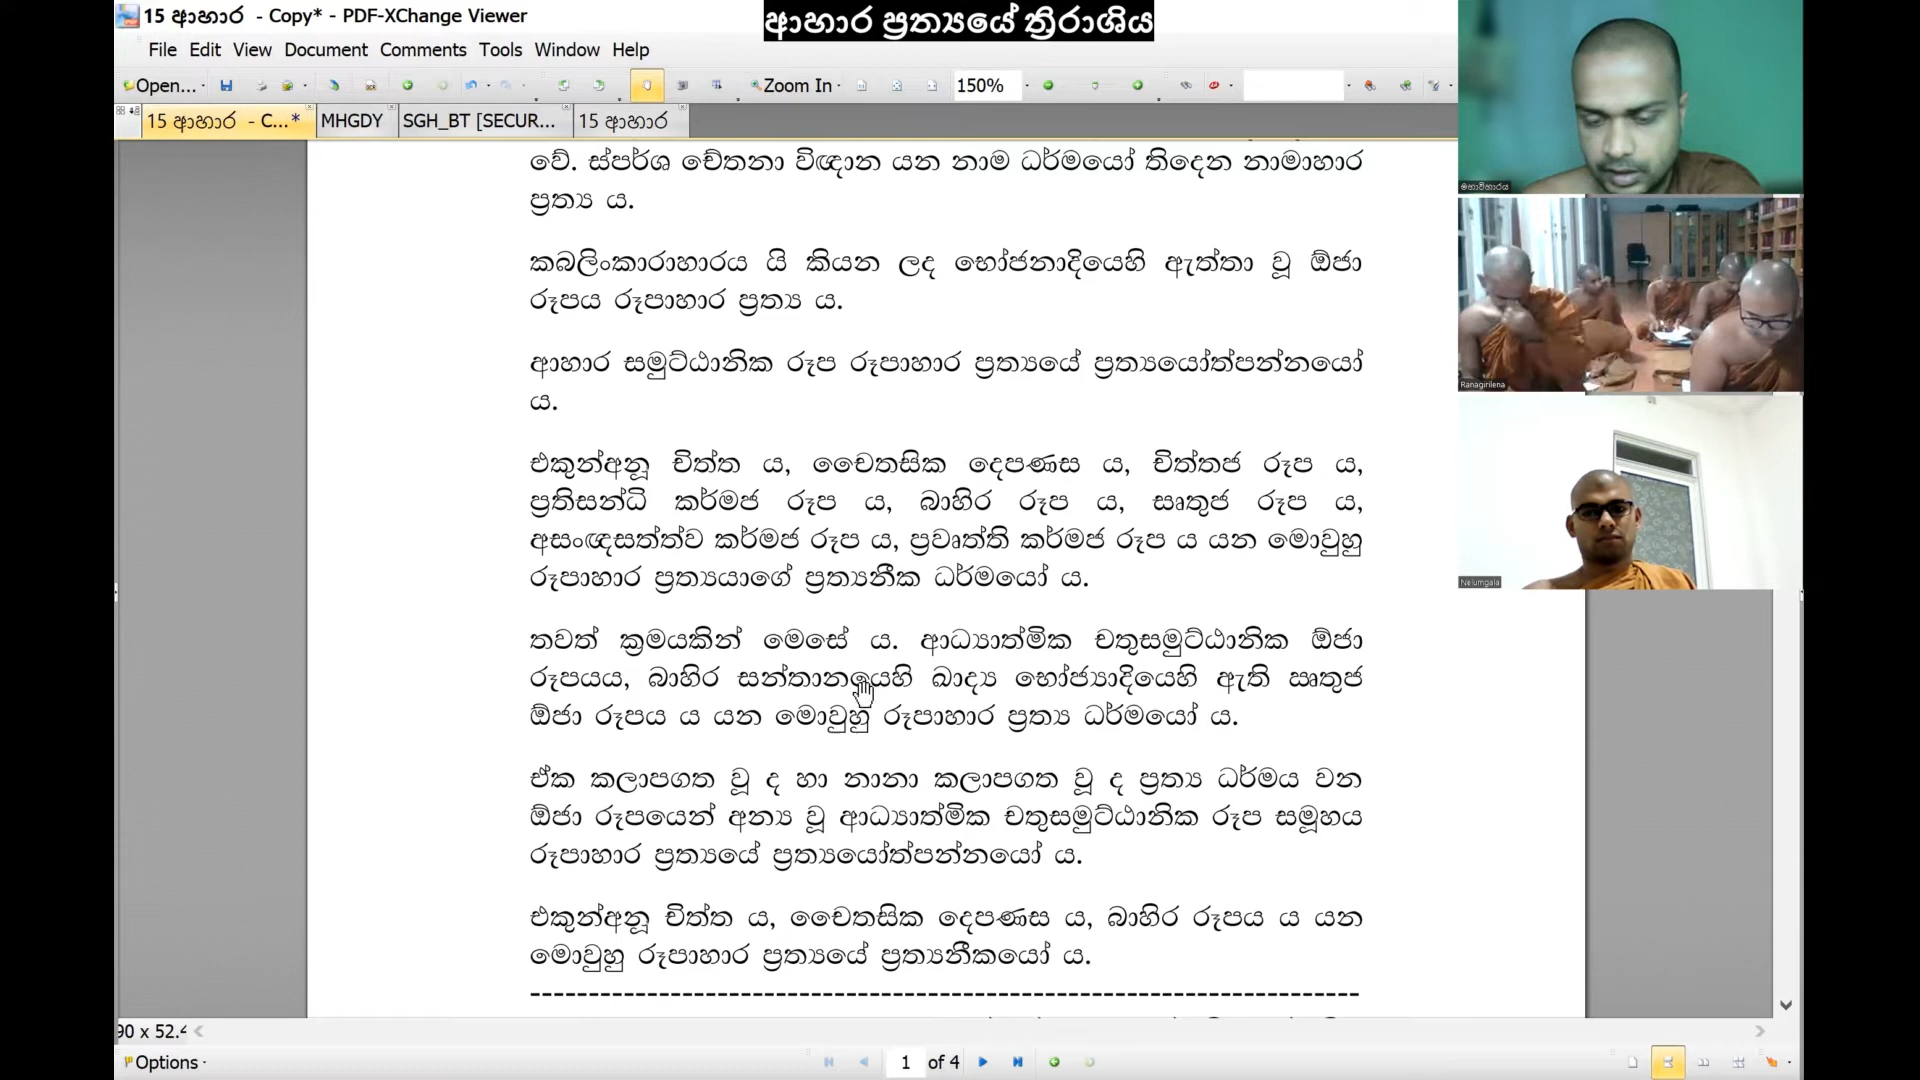 15 ආහාර - Copy* - PDF-XChange Viewer
ආහාර ප්‍රත්‍යයේ ත්‍රිරාශිය
File Edit View Document Comments Tools Window Help
Open... Zoom In 150%
15 ආහාර - C...* MHGDY SGH_BT [SECUR... 15 ආහාර
වේ. ස්පර්ශ චේතනා විඥාන යන නාම ධර්මයෝ තිදෙන නාමාහාර
ප්‍රත්‍ය ය.
කබලිංකාරාහාරය යි කියන ලද භෝජනාදියෙහි ඇත්තා වූ ඕජා
රූපය රූපාහාර ප්‍රත්‍ය ය.
ආහාර සමුට්ඨානික රූප රූපාහාර ප්‍රත්‍යයේ ප්‍රත්‍යයෝත්පන්නයෝ
ය.
එකුන්අනූ චිත්ත ය, චෛතසික දෙපණස ය, චිත්තජ රූප ය,
ප්‍රතිසන්ධි කර්මජ රූප ය, බාහිර රූප ය, ඍෘතුජ රූප ය,
අසංඥසත්ත්ව කර්මජ රූප ය, ප්‍රවෘත්ති කර්මජ රූප ය යන මොවුහු
රූපාහාර ප්‍රත්‍යයාගේ ප්‍රත්‍යනීක ධර්මයෝ ය.
තවත් ක්‍රමයකින් මෙසේ ය. ආධ්‍යාත්මික චතුසමුට්ඨානික ඕජා
රූපයය, බාහිර සන්තානයෙහි ඛාද්‍ය භෝජ්‍යාදියෙහි ඇති ඍතුජ
ඕජා රූපය ය යන මොවුහු රූපාහාර ප්‍රත්‍ය ධර්මයෝ ය.
ඒක කලාපගත වූ ද හා නානා කලාපගත වූ ද ප්‍රත්‍ය ධර්මය වන
ඕජා රූපයෙන් අන්‍ය වූ ආධ්‍යාත්මික චතුසමුට්ඨානික රූප සමූහය
රූපාහාර ප්‍රත්‍යයේ ප්‍රත්‍යයෝත්පන්නයෝ ය.
එකුන්අනූ චිත්ත ය, චෛතසික දෙපණස ය, බාහිර රූපය ය යන
මොවුහු රූපාහාර ප්‍රත්‍යයේ ප්‍රත්‍යනීකයෝ ය.
----------------------------------------------------------------------
මහාවිහාරය
Ranagirilena
Nelumgala
90 x 52.4
Options 1 of 4